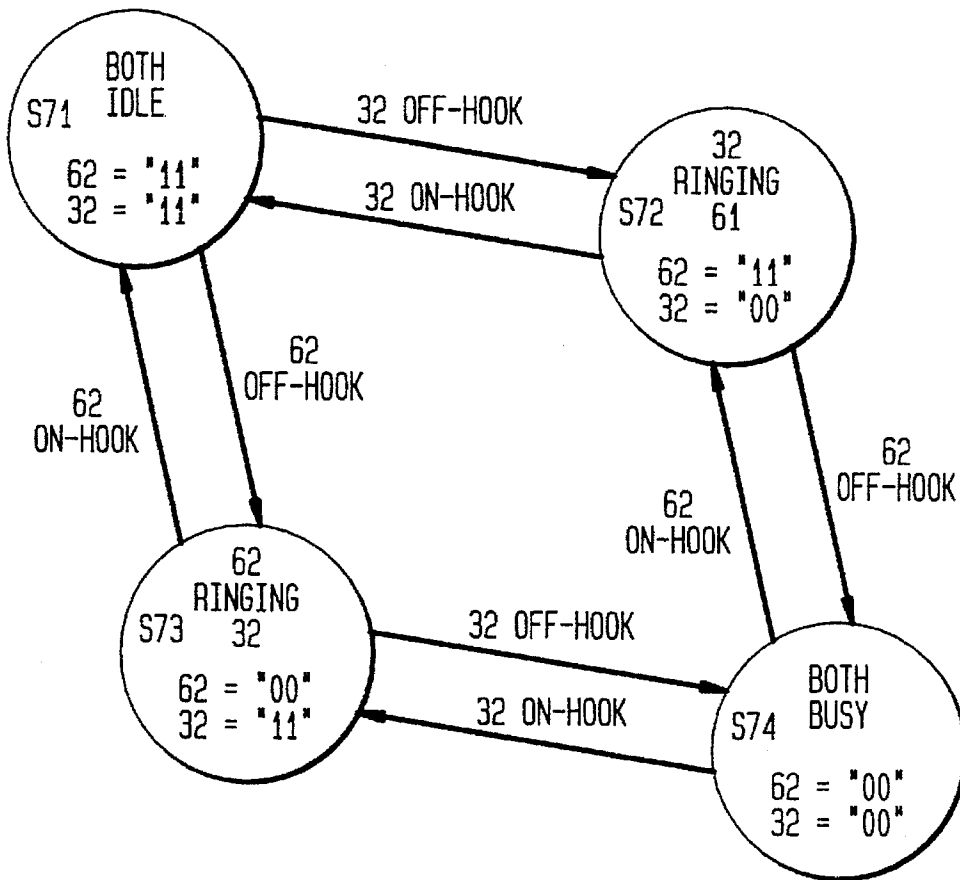 BOTH
IDLE
S71
62 = "11"
32 = "11"
32 OFF-HOOK
32 ON-HOOK
32
RINGING
S72 61
62 = "11"
32 = "00"
62
OFF-HOOK
62
ON-HOOK
62
OFF-HOOK
62
ON-HOOK
62
RINGING
S73 32
62 = "00"
32 = "11"
32 OFF-HOOK
32 ON-HOOK
BOTH
S74 BUSY
62 = "00"
32 = "00"